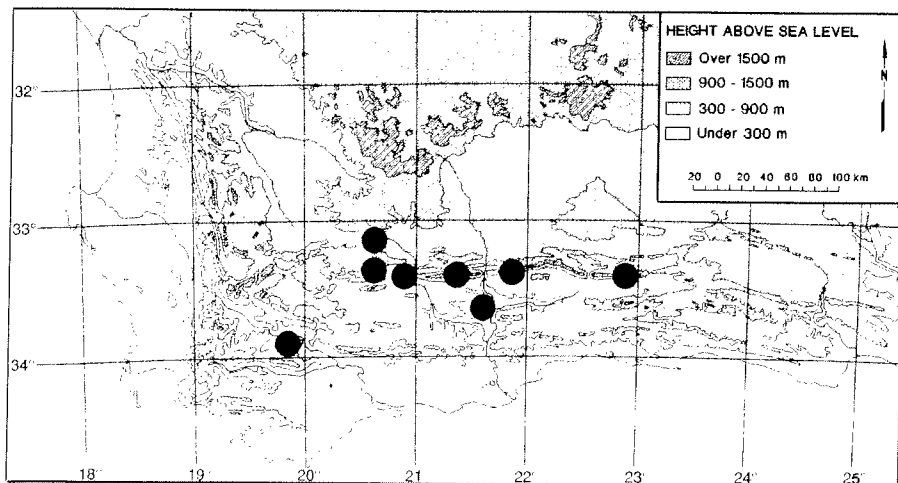 HEIGHT ABOVE SEA LEVEL
Over 1500 m
900 - 1500 m
300 - 900 m
Under 300 m
N
20 0 20 40 60 80 100 km
32°
33°
34°
18° 19° 20° 21° 22° 23° 24° 25°